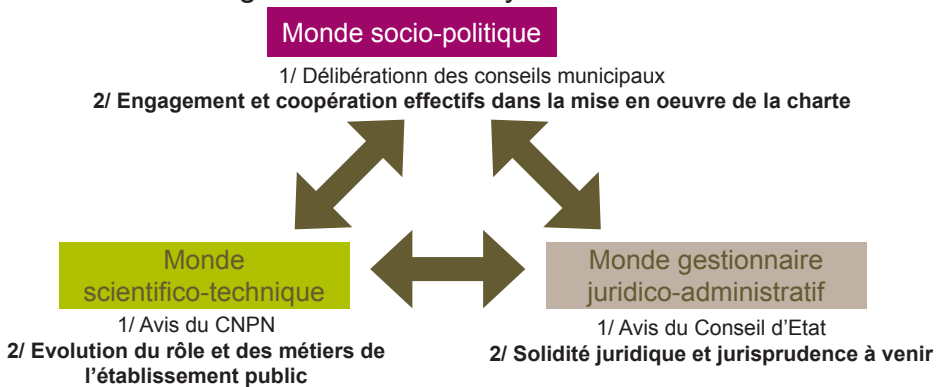 Monde socio-politique
1/ Délibérationn des conseils municipaux
2/ Engagement et coopération effectifs dans la mise en oeuvre de la charte
Monde
scientifico-technique
1/ Avis du CNPN
2/ Evolution du rôle et des métiers de
l'établissement public
Monde gestionnaire
juridico-administratif
1/ Avis du Conseil d'Etat
2/ Solidité juridique et jurisprudence à venir